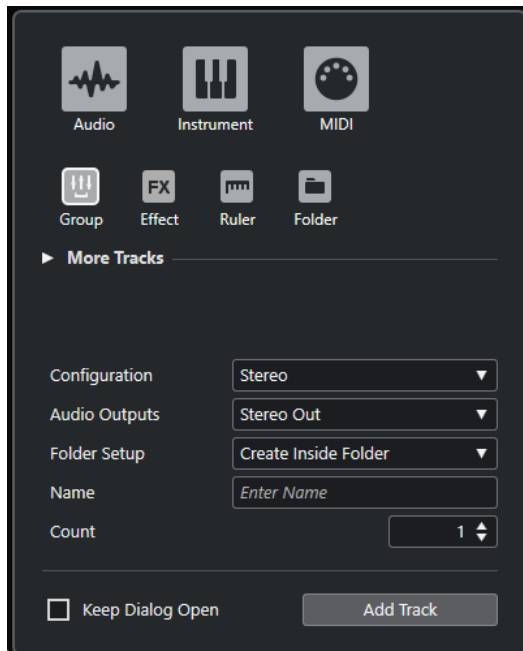 Audio Instrument MIDI
FX
Group Effect Ruler Folder
More Tracks
Configuration Stereo
Audio Outputs Stereo Out
Folder Setup Create Inside Folder
Name Enter Name
Count 1
Keep Dialog Open Add Track